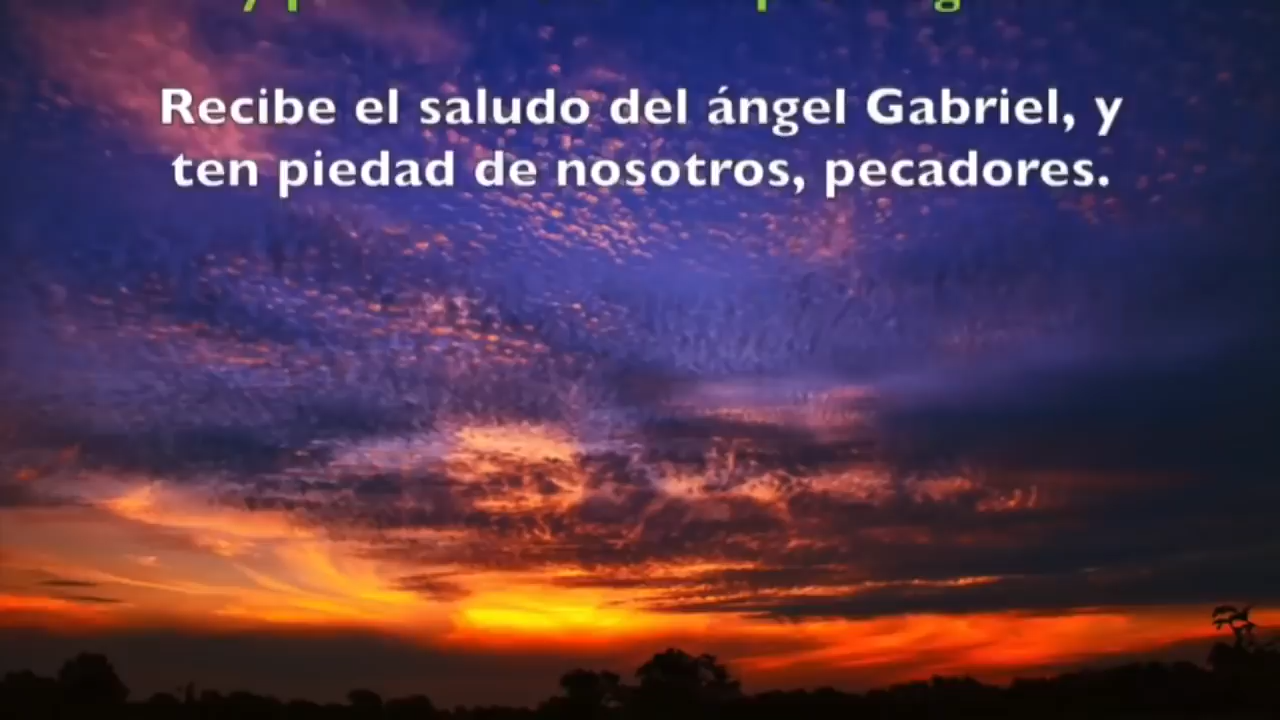 Recibe el saludo del ángel Gabriel, y
ten piedad de nosotros, pecadores.